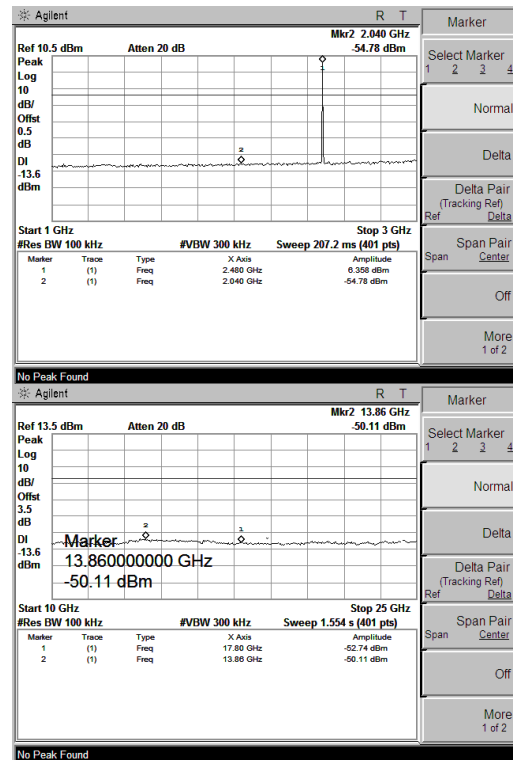 Agilent R T
Mkr2 2.040 GHz
Ref 10.5 dBm Atten 20 dB -54.78 dBm
Peak
Log
10
dB/
Offst
0.5
dB
DI
-13.6
dBm
1
2
Start 1 GHz Stop 3 GHz
#Res BW 100 kHz #VBW 300 kHz Sweep 207.2 ms (401 pts)
Marker Trace Type X Axis Amplitude
1 (1) Freq 2.480 GHz 6.358 dBm
2 (1) Freq 2.040 GHz -54.78 dBm
No Peak Found
Marker
Select Marker
1 2 3 4
Normal
Delta
Delta Pair
(Tracking Ref)
Ref Delta
Span Pair
Span Center
Off
More
1 of 2
Agilent R T
Mkr2 13.86 GHz
Ref 13.5 dBm Atten 20 dB -50.11 dBm
Peak
Log
10
dB/
Offst
3.5
dB
DI
-13.6
dBm
2 1
Marker
13.860000000 GHz
-50.11 dBm
Start 10 GHz Stop 25 GHz
#Res BW 100 kHz #VBW 300 kHz Sweep 1.554 s (401 pts)
Marker Trace Type X Axis Amplitude
1 (1) Freq 17.80 GHz -52.74 dBm
2 (1) Freq 13.86 GHz -50.11 dBm
No Peak Found
Marker
Select Marker
1 2 3 4
Normal
Delta
Delta Pair
(Tracking Ref)
Ref Delta
Span Pair
Span Center
Off
More
1 of 2